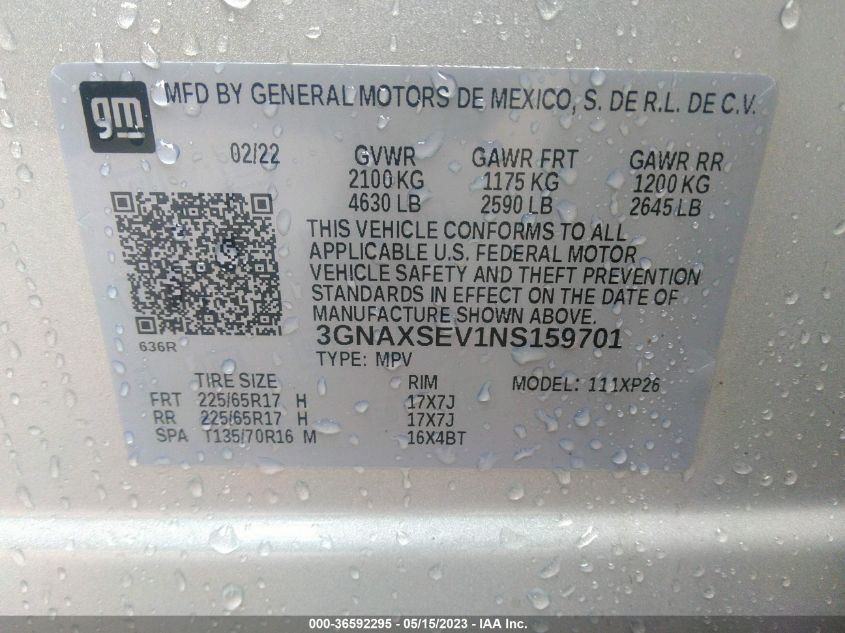 gm
MFD BY GENERAL MOTORS DE MEXICO, S. DE R.L. DE C.V.
02/22 GVWR GAWR FRT GAWR RR
2100 KG 1175 KG 1200 KG
4630 LB 2590 LB 2645 LB
THIS VEHICLE CONFORMS TO ALL
APPLICABLE U.S. FEDERAL MOTOR
VEHICLE SAFETY AND THEFT PREVENTION
STANDARDS IN EFFECT ON THE DATE OF
MANUFACTURE SHOWN ABOVE.
636R
3GNAXSEV1NS159701
TYPE: MPV
TIRE SIZE RIM MODEL: 111XP26
FRT 225/65R17 H 17X7J
RR 225/65R17 H 17X7J
SPA T135/70R16 M 16X4BT
000-36592295 - 05/15/2023 - IAA Inc.